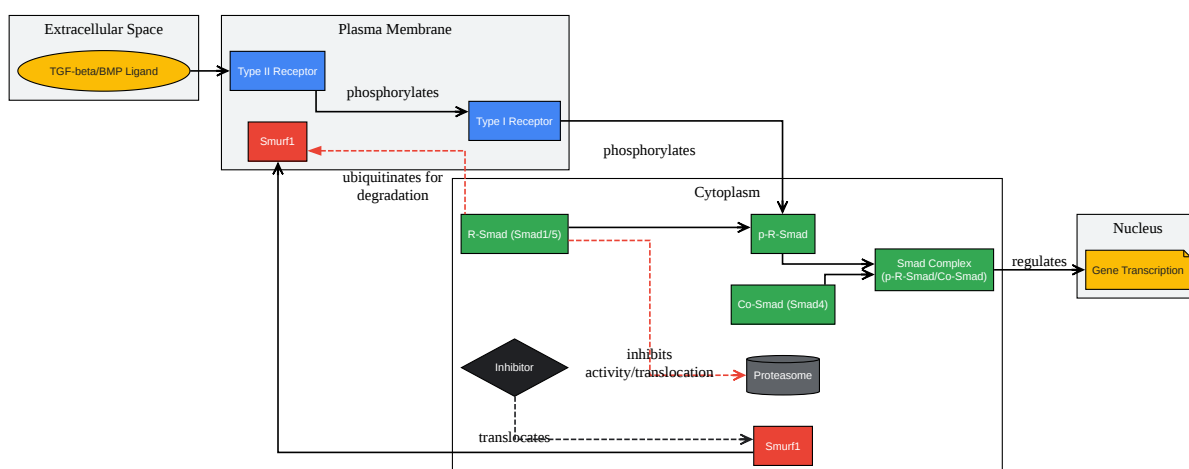 Extracellular Space
TGF-beta/BMP Ligand
Plasma Membrane
Type II Receptor
phosphorylates
Type I Receptor
Smurf1
phosphorylates
ubiquitinates for
degradation
Cytoplasm
R-Smad (Smad1/5)
p-R-Smad
Smad Complex
(p-R-Smad/Co-Smad)
Co-Smad (Smad4)
regulates
Nucleus
Gene Transcription
Inhibitor
inhibits
activity/translocation
Proteasome
translocates
Smurf1